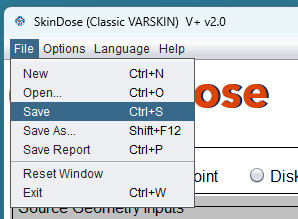 SkinDose (Classic VARSKIN) V+ v2.0
File Options Language Help
New Ctrl+N
Open... Ctrl+O
Save Ctrl+S
Save As... Shift+F12
Save Report Ctrl+P
Reset Window
Exit Ctrl+W
Dose
oint Disk
Source Geometry Inputs